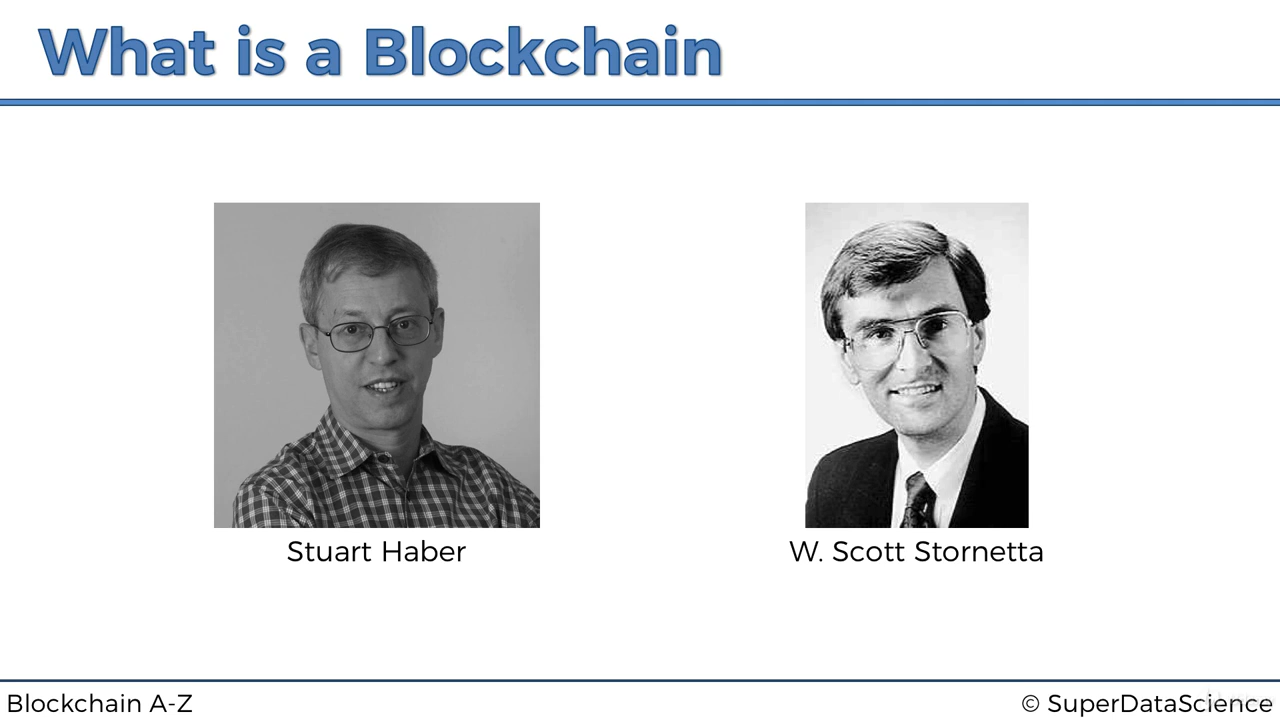 What is a Blockchain
Stuart Haber
W. Scott Stornetta
Blockchain A-Z
© SuperDataScience